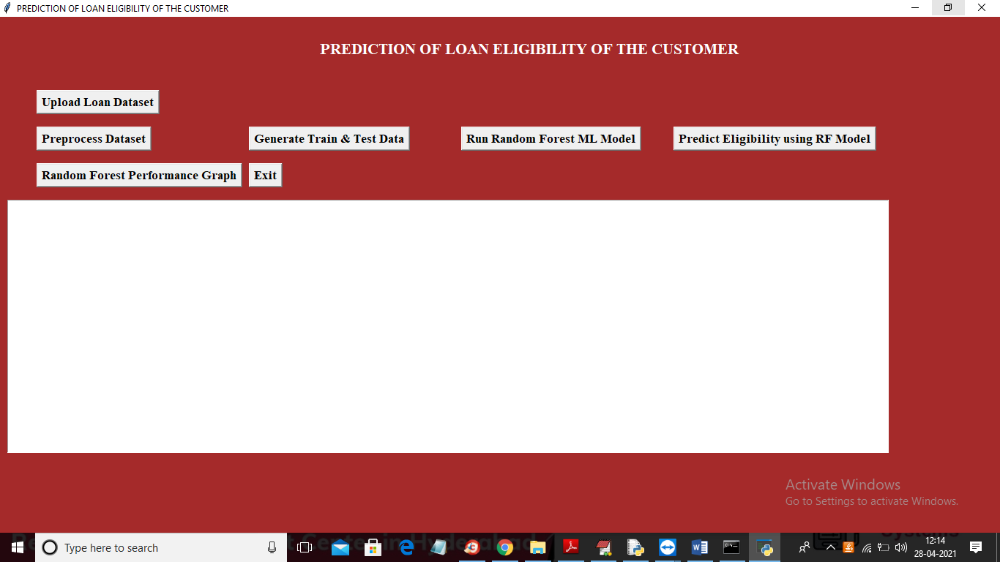 PREDICTION OF LOAN ELIGIBILITY OF THE CUSTOMER
PREDICTION OF LOAN ELIGIBILITY OF THE CUSTOMER
Upload Loan Dataset
Preprocess Dataset
Generate Train & Test Data
Run Random Forest ML Model
Predict Eligibility using RF Model
Random Forest Performance Graph
Exit
Activate Windows
Go to Settings to activate Windows.
Type here to search
12:14
28-04-2021